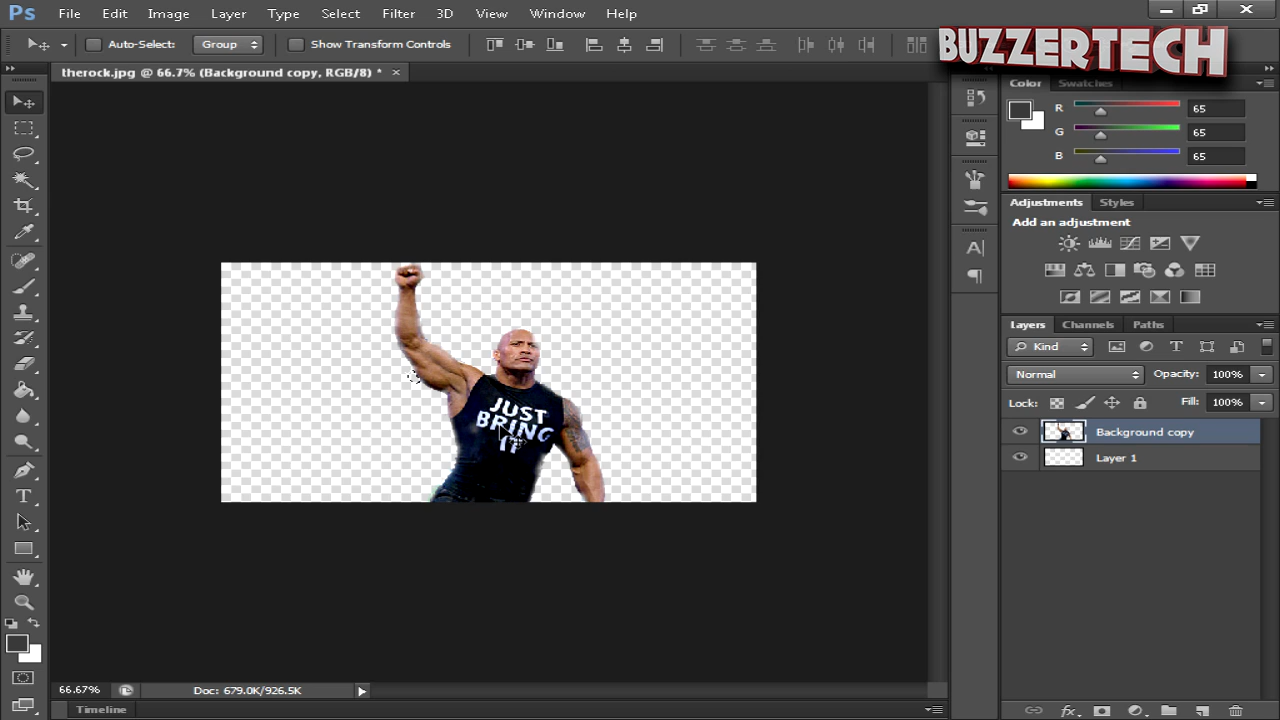 Ps File Edit Image Layer Type Select Filter 3D View Window Help
Auto-Select: Group Show Transform Controls
BUZZERTECH
therock.jpg @ 66.7% (Background copy, RGB/8) * ×
Color Swatches
R 65
G 65
B 65
Adjustments Styles
Add an adjustment
Layers Channels Paths
Kind
Normal Opacity: 100%
Lock: Fill: 100%
Background copy
Layer 1
JUST
BRING
IT
66.67% Doc: 679.0K/926.5K
Timeline